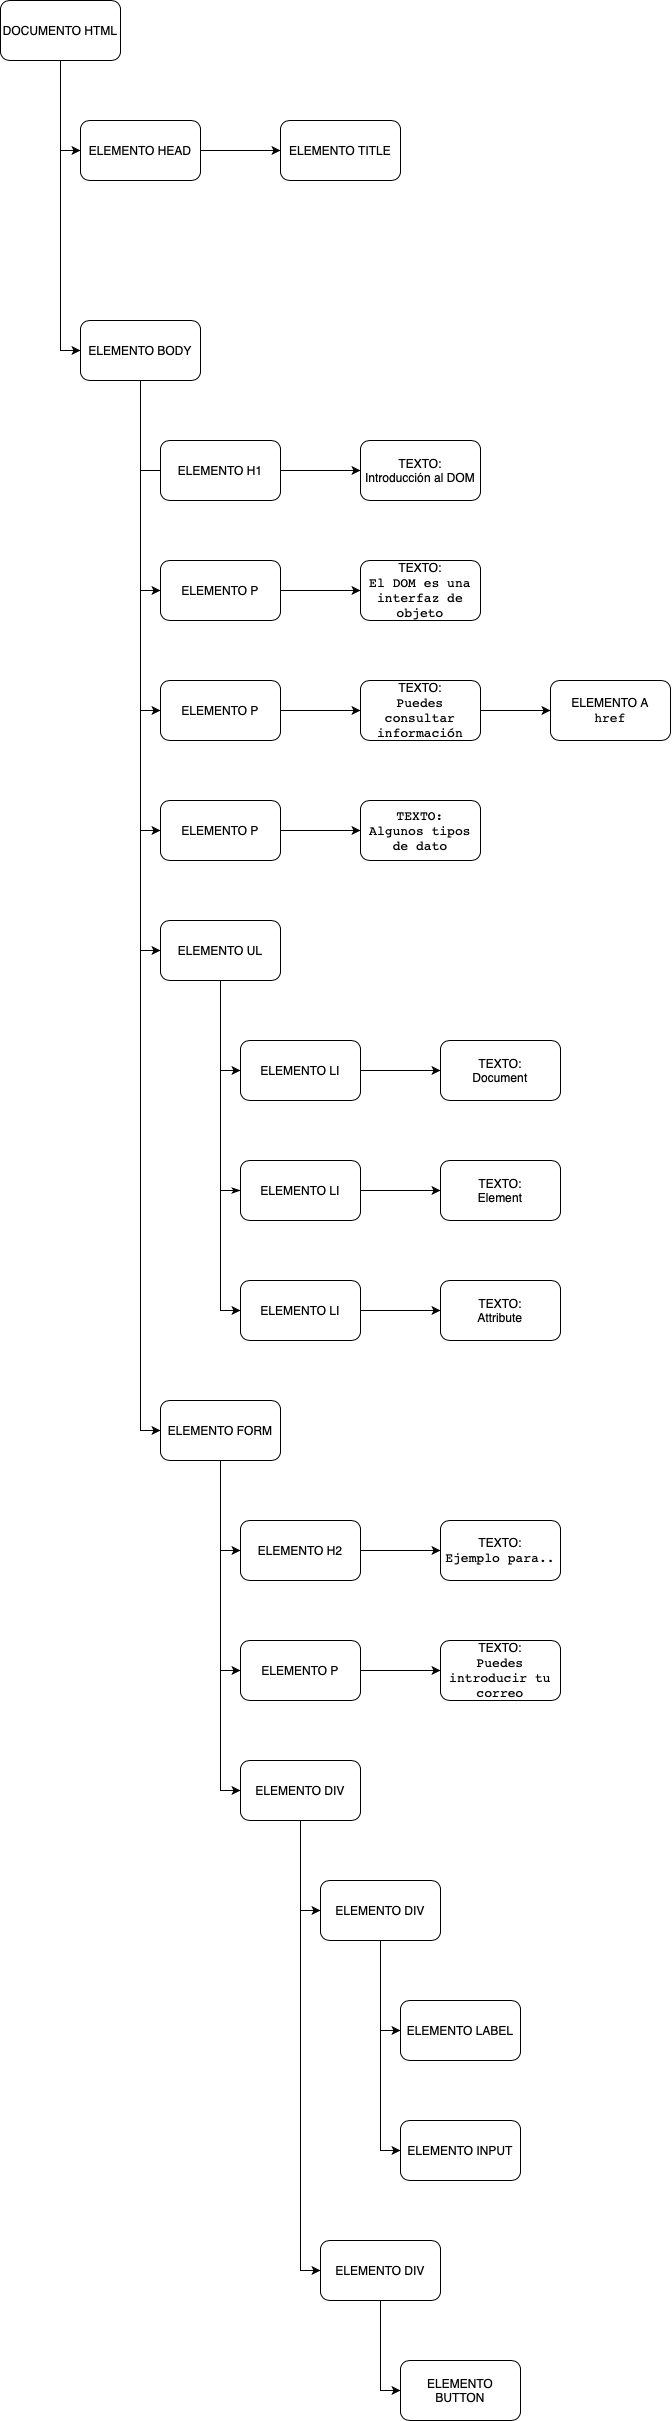 DOCUMENTO HTML
ELEMENTO HEAD
ELEMENTO TITLE
ELEMENTO BODY
ELEMENTO H1
TEXTO:
Introducción al DOM
ELEMENTO P
TEXTO:
El DOM es una
interfaz de
objeto
ELEMENTO P
TEXTO:
Puedes
consultar
información
ELEMENTO A
href
ELEMENTO P
TEXTO:
Algunos tipos
de dato
ELEMENTO UL
ELEMENTO LI
TEXTO:
Document
ELEMENTO LI
TEXTO:
Element
ELEMENTO LI
TEXTO:
Attribute
ELEMENTO FORM
ELEMENTO H2
TEXTO:
Ejemplo para..
ELEMENTO P
TEXTO:
Puedes
introducir tu
correo
ELEMENTO DIV
ELEMENTO DIV
ELEMENTO LABEL
ELEMENTO INPUT
ELEMENTO DIV
ELEMENTO
BUTTON